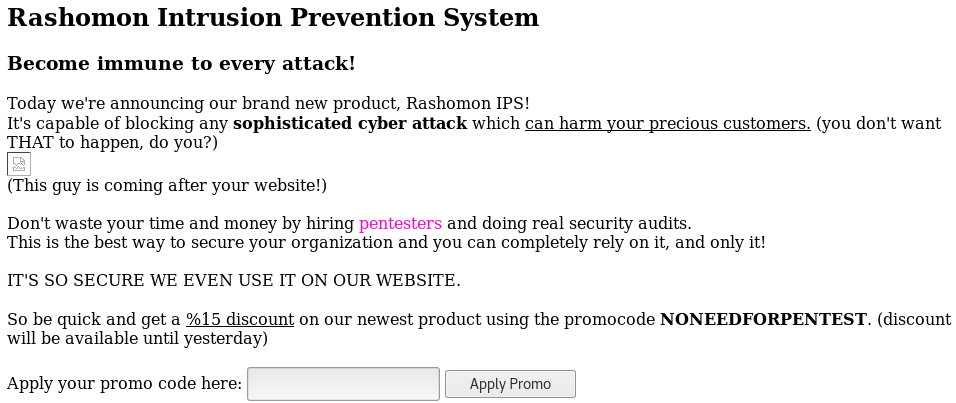 Rashomon Intrusion Prevention System
Become immune to every attack!
Today we're announcing our brand new product, Rashomon IPS!
It's capable of blocking any sophisticated cyber attack which can harm your precious customers. (you don't want
THAT to happen, do you?)
(This guy is coming after your website!)
Don't waste your time and money by hiring pentesters and doing real security audits.
This is the best way to secure your organization and you can completely rely on it, and only it!
IT'S SO SECURE WE EVEN USE IT ON OUR WEBSITE.
So be quick and get a %15 discount on our newest product using the promocode NONEEDFORPENTEST. (discount
will be available until yesterday)
Apply your promo code here: Apply Promo